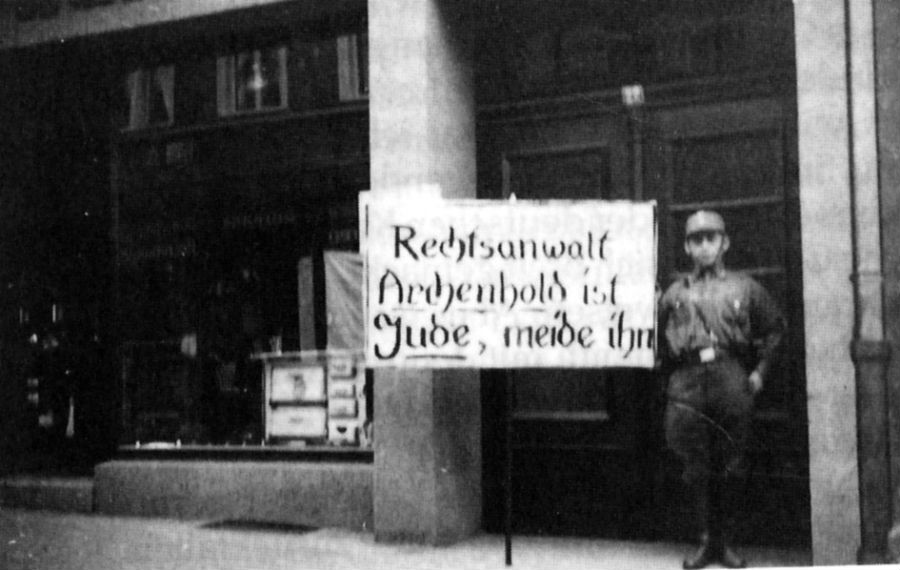 Rechtsanwalt
Archenhold ist
Jude, meide ihn